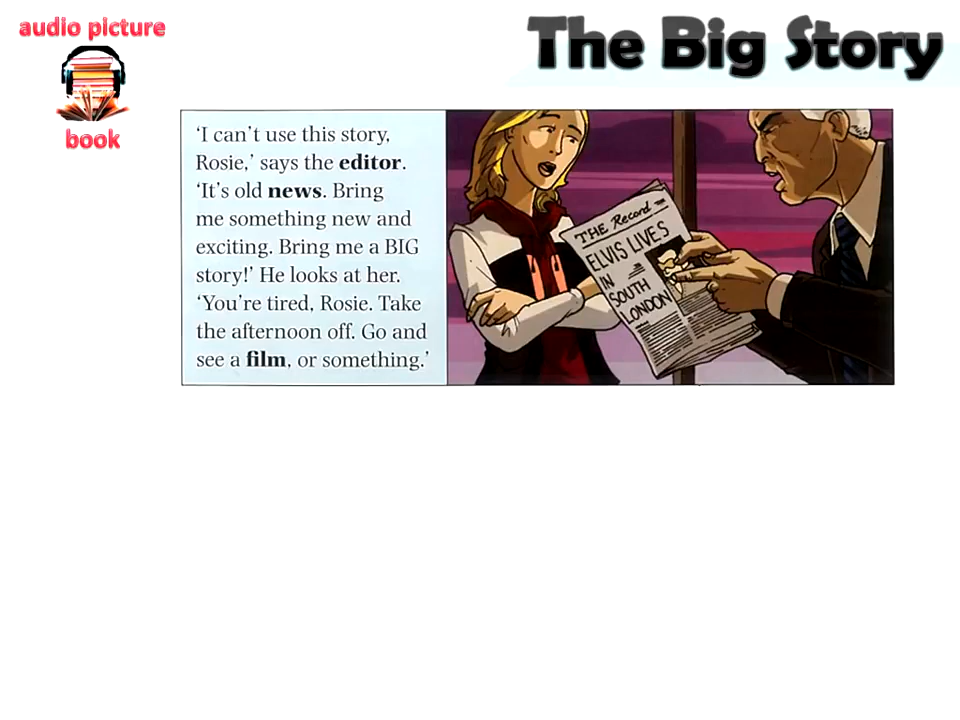 audio picture
book
The Big Story
‘I can’t use this story,
Rosie,’ says the editor.
‘It’s old news. Bring
me something new and
exciting. Bring me a BIG
story!’ He looks at her.
‘You’re tired, Rosie. Take
the afternoon off. Go and
see a film, or something.’
THE Record
ELVIS LIVES
IN
SOUTH
LONDON